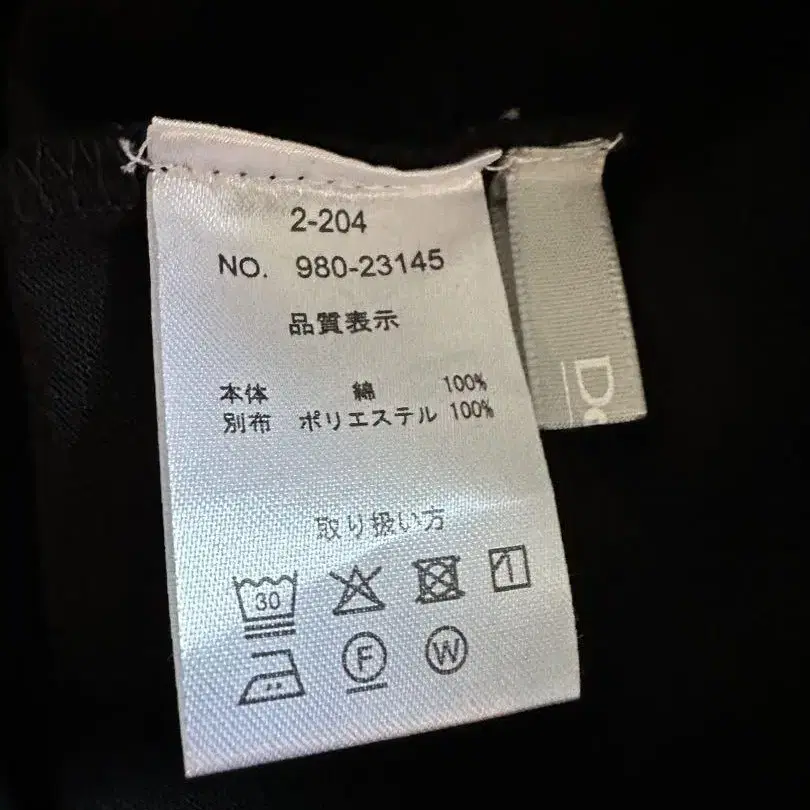 2-204
NO. 980-23145
品質表示
本体 綿 100%
別布 ポリエステル 100%
取り扱い方
30
F W